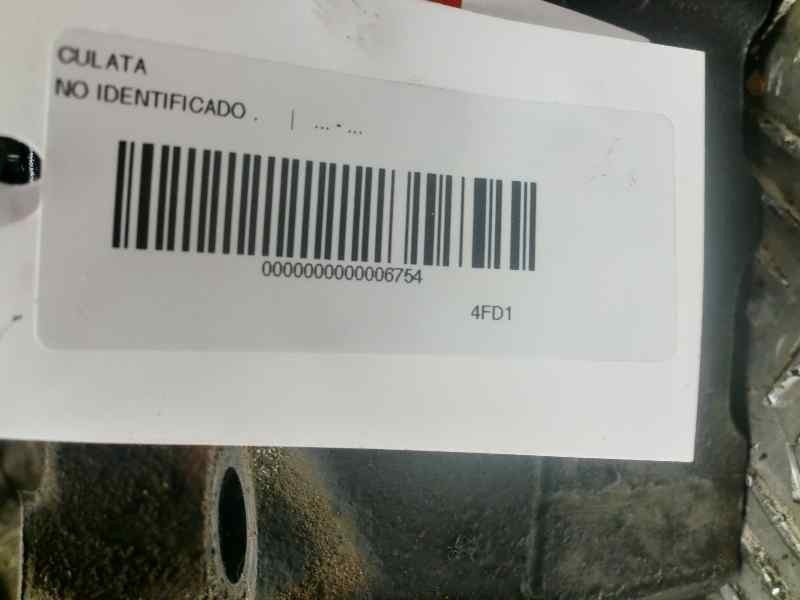 CULATA
NO IDENTIFICADO . | ... - ...
0000000000006754
4FD1